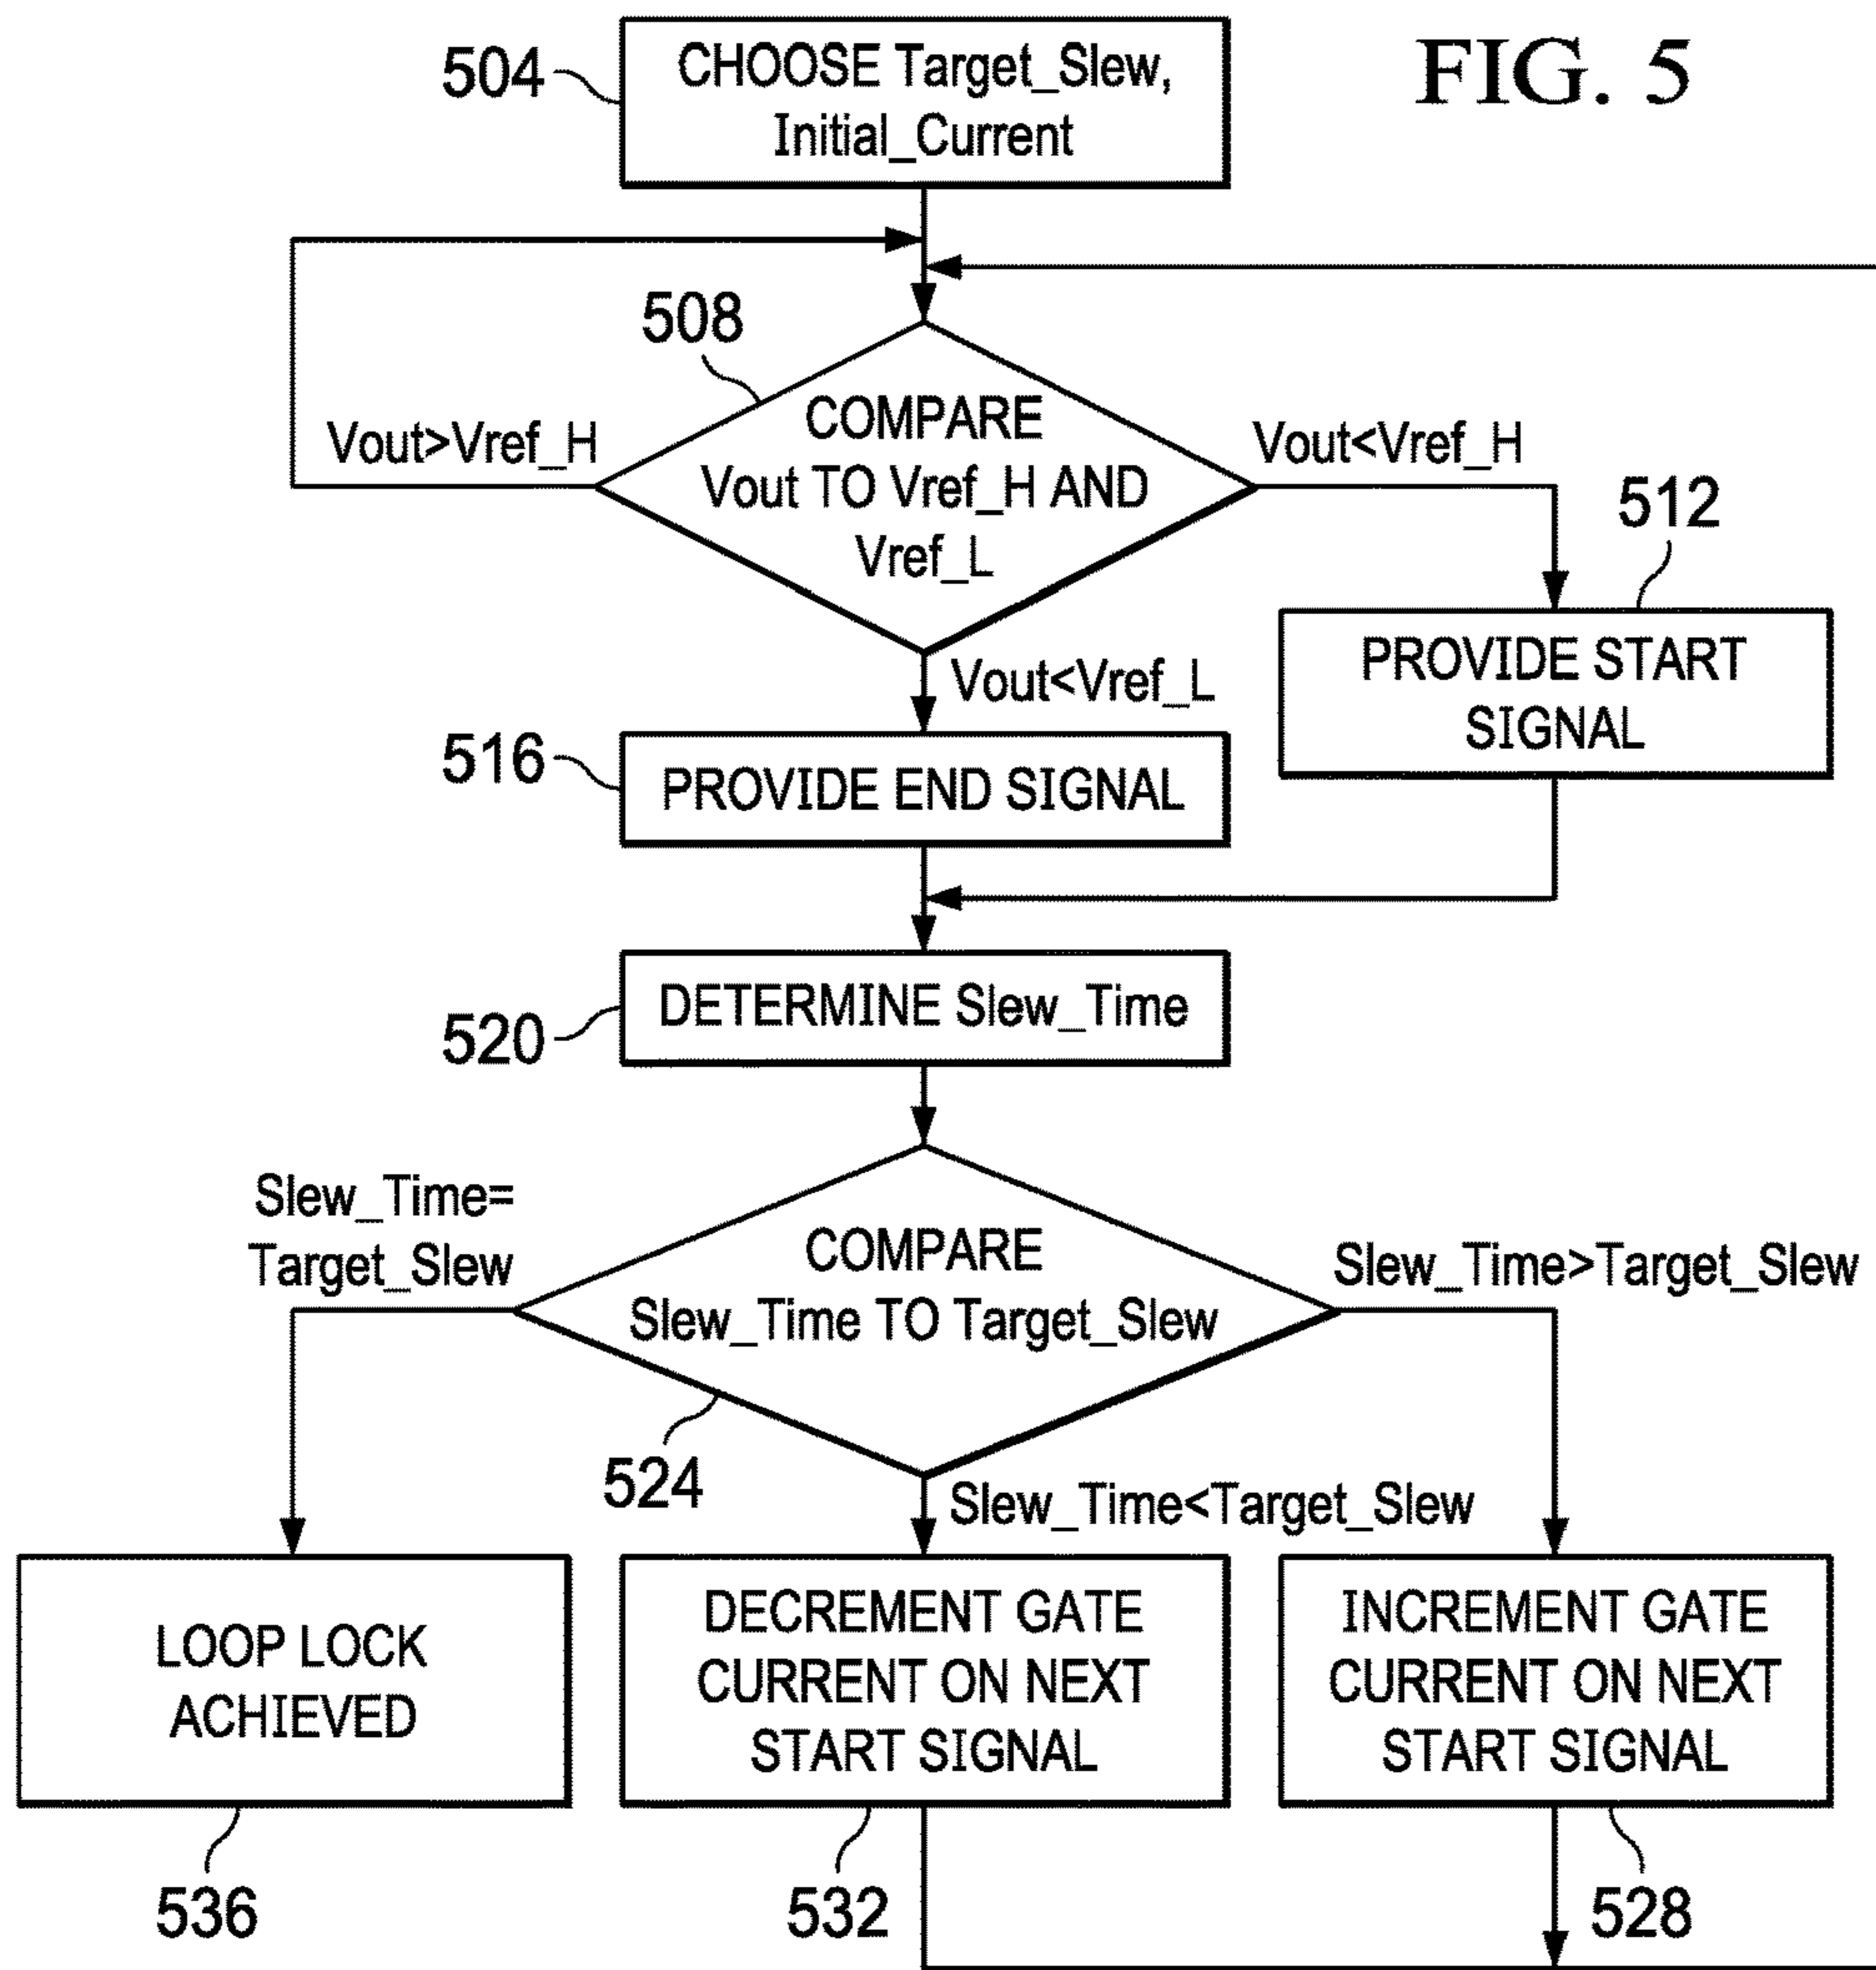 FIG. 5
504
CHOOSE Target_Slew,
Initial_Current
508
COMPARE
Vout TO Vref_H AND
Vref_L
Vout>Vref_H
Vout<Vref_H
512
PROVIDE START
SIGNAL
Vout<Vref_L
516
PROVIDE END SIGNAL
520
DETERMINE Slew_Time
Slew_Time=
Target_Slew
COMPARE
Slew_Time TO Target_Slew
Slew_Time>Target_Slew
524
Slew_Time<Target_Slew
LOOP LOCK
ACHIEVED
DECREMENT GATE
CURRENT ON NEXT
START SIGNAL
INCREMENT GATE
CURRENT ON NEXT
START SIGNAL
536
532
528